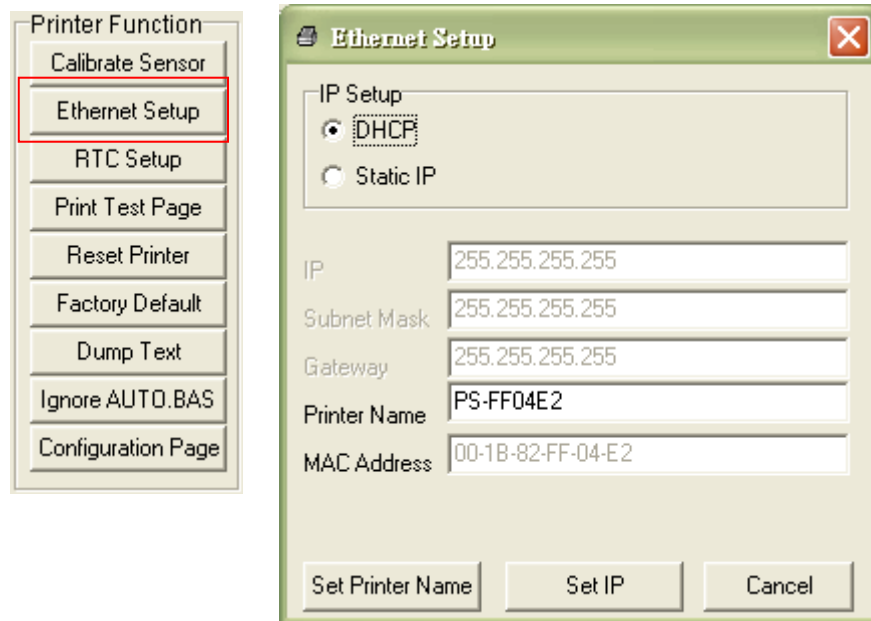 Printer Function
Calibrate Sensor
Ethernet Setup
RTC Setup
Print Test Page
Reset Printer
Factory Default
Dump Text
Ignore AUTO.BAS
Configuration Page
Ethernet Setup
IP Setup
DHCP
Static IP
IP 255.255.255.255
Subnet Mask 255.255.255.255
Gateway 255.255.255.255
Printer Name PS-FF04E2
MAC Address 00-1B-82-FF-04-E2
Set Printer Name Set IP Cancel